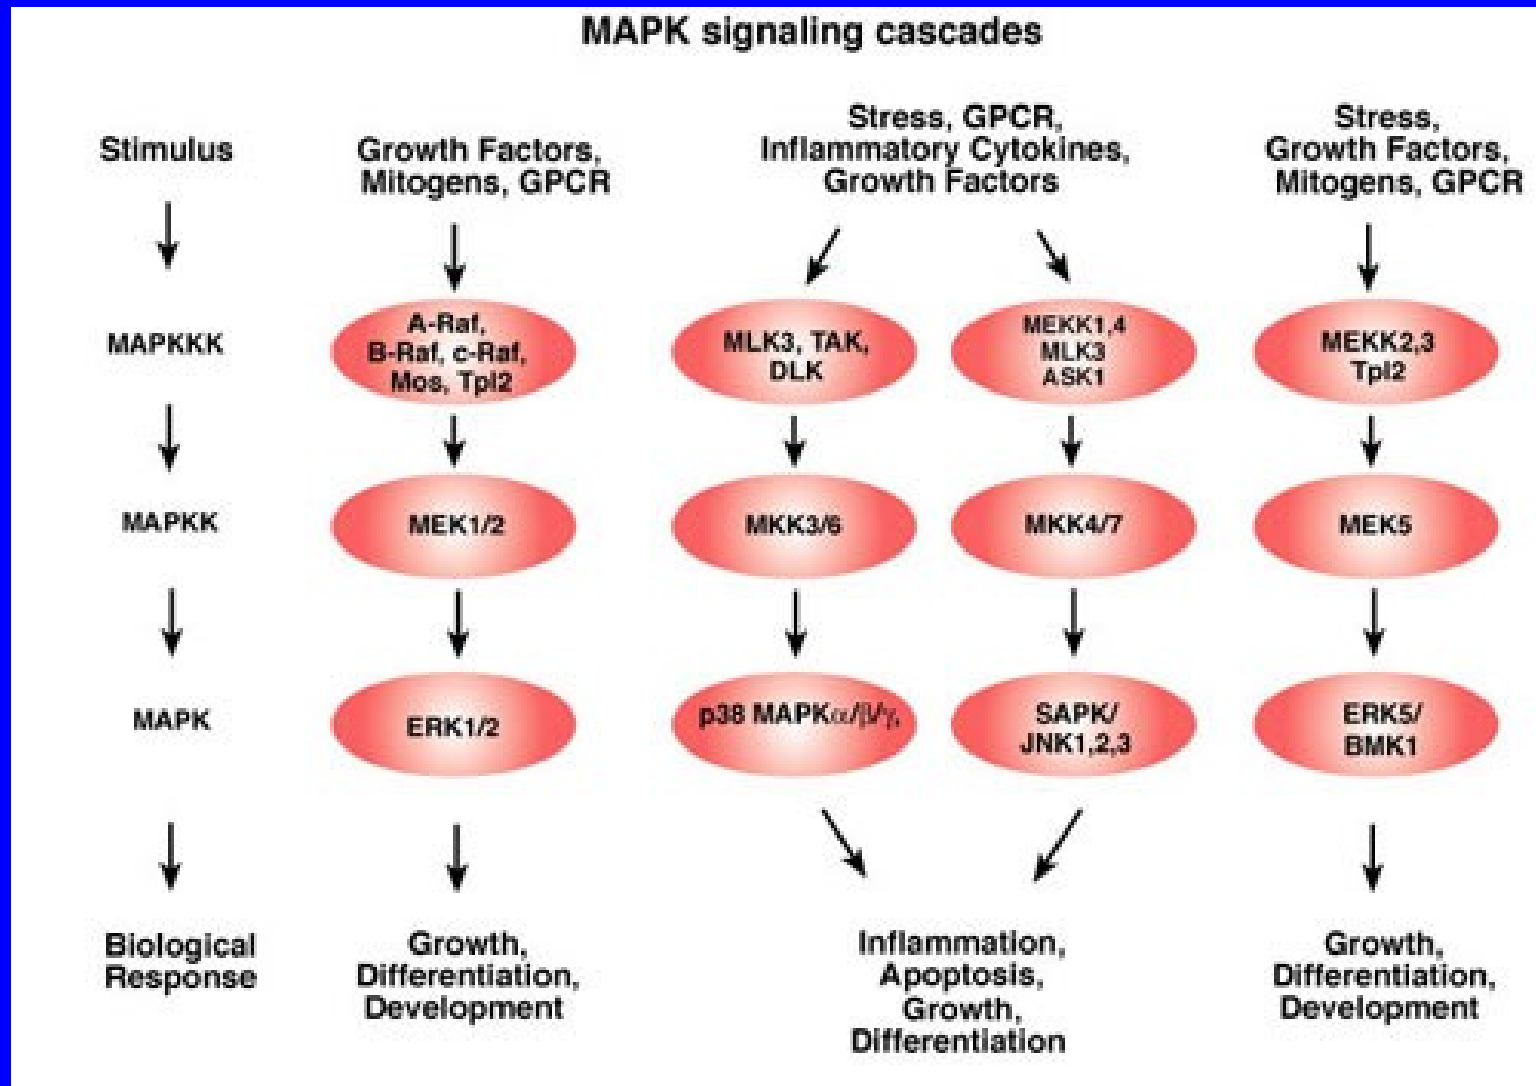 MAPK signaling cascades
Stimulus
Growth Factors,
Mitogens, GPCR
Stress, GPCR,
Inflammatory Cytokines,
Growth Factors
Stress,
Growth Factors,
Mitogens, GPCR
MAPKKK
A-Raf,
B-Raf, c-Raf,
Mos, Tpl2
MLK3, TAK,
DLK
MEKK1,4
MLK3
ASK1
MEKK2,3
Tpl2
MAPKK
MEK1/2
MKK3/6
MKK4/7
MEK5
MAPK
ERK1/2
p38 MAPKα/β/γ,
SAPK/
JNK1,2,3
ERK5/
BMK1
Biological
Response
Growth,
Differentiation,
Development
Inflammation,
Apoptosis,
Growth,
Differentiation
Growth,
Differentiation,
Development